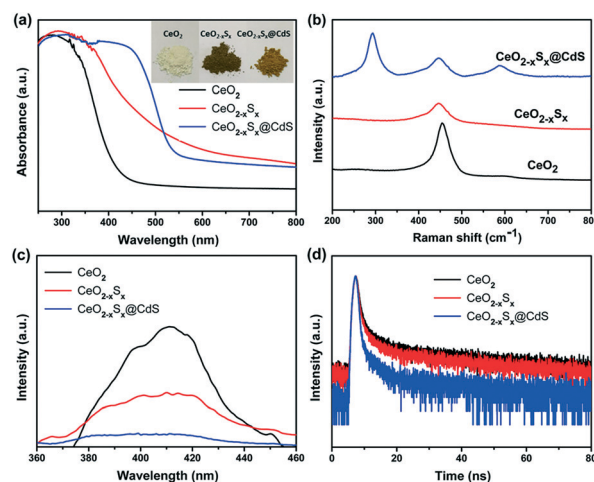 (a)
CeO2 CeO2-xSx CeO2-xSx@CdS
CeO2
CeO2-xSx
CeO2-xSx@CdS
Absorbance (a.u.)
300 400 500 600 700 800
Wavelength (nm)
(b)
CeO2-xSx@CdS
CeO2-xSx
CeO2
Intensity (a.u.)
200 300 400 500 600 700 800
Raman shift (cm-1)
(c)
CeO2
CeO2-xSx
CeO2-xSx@CdS
Intensity (a.u.)
360 380 400 420 440 460
Wavelength (nm)
(d)
CeO2
CeO2-xSx
CeO2-xSx@CdS
Intensity (a.u.)
0 20 40 60 80
Time (ns)